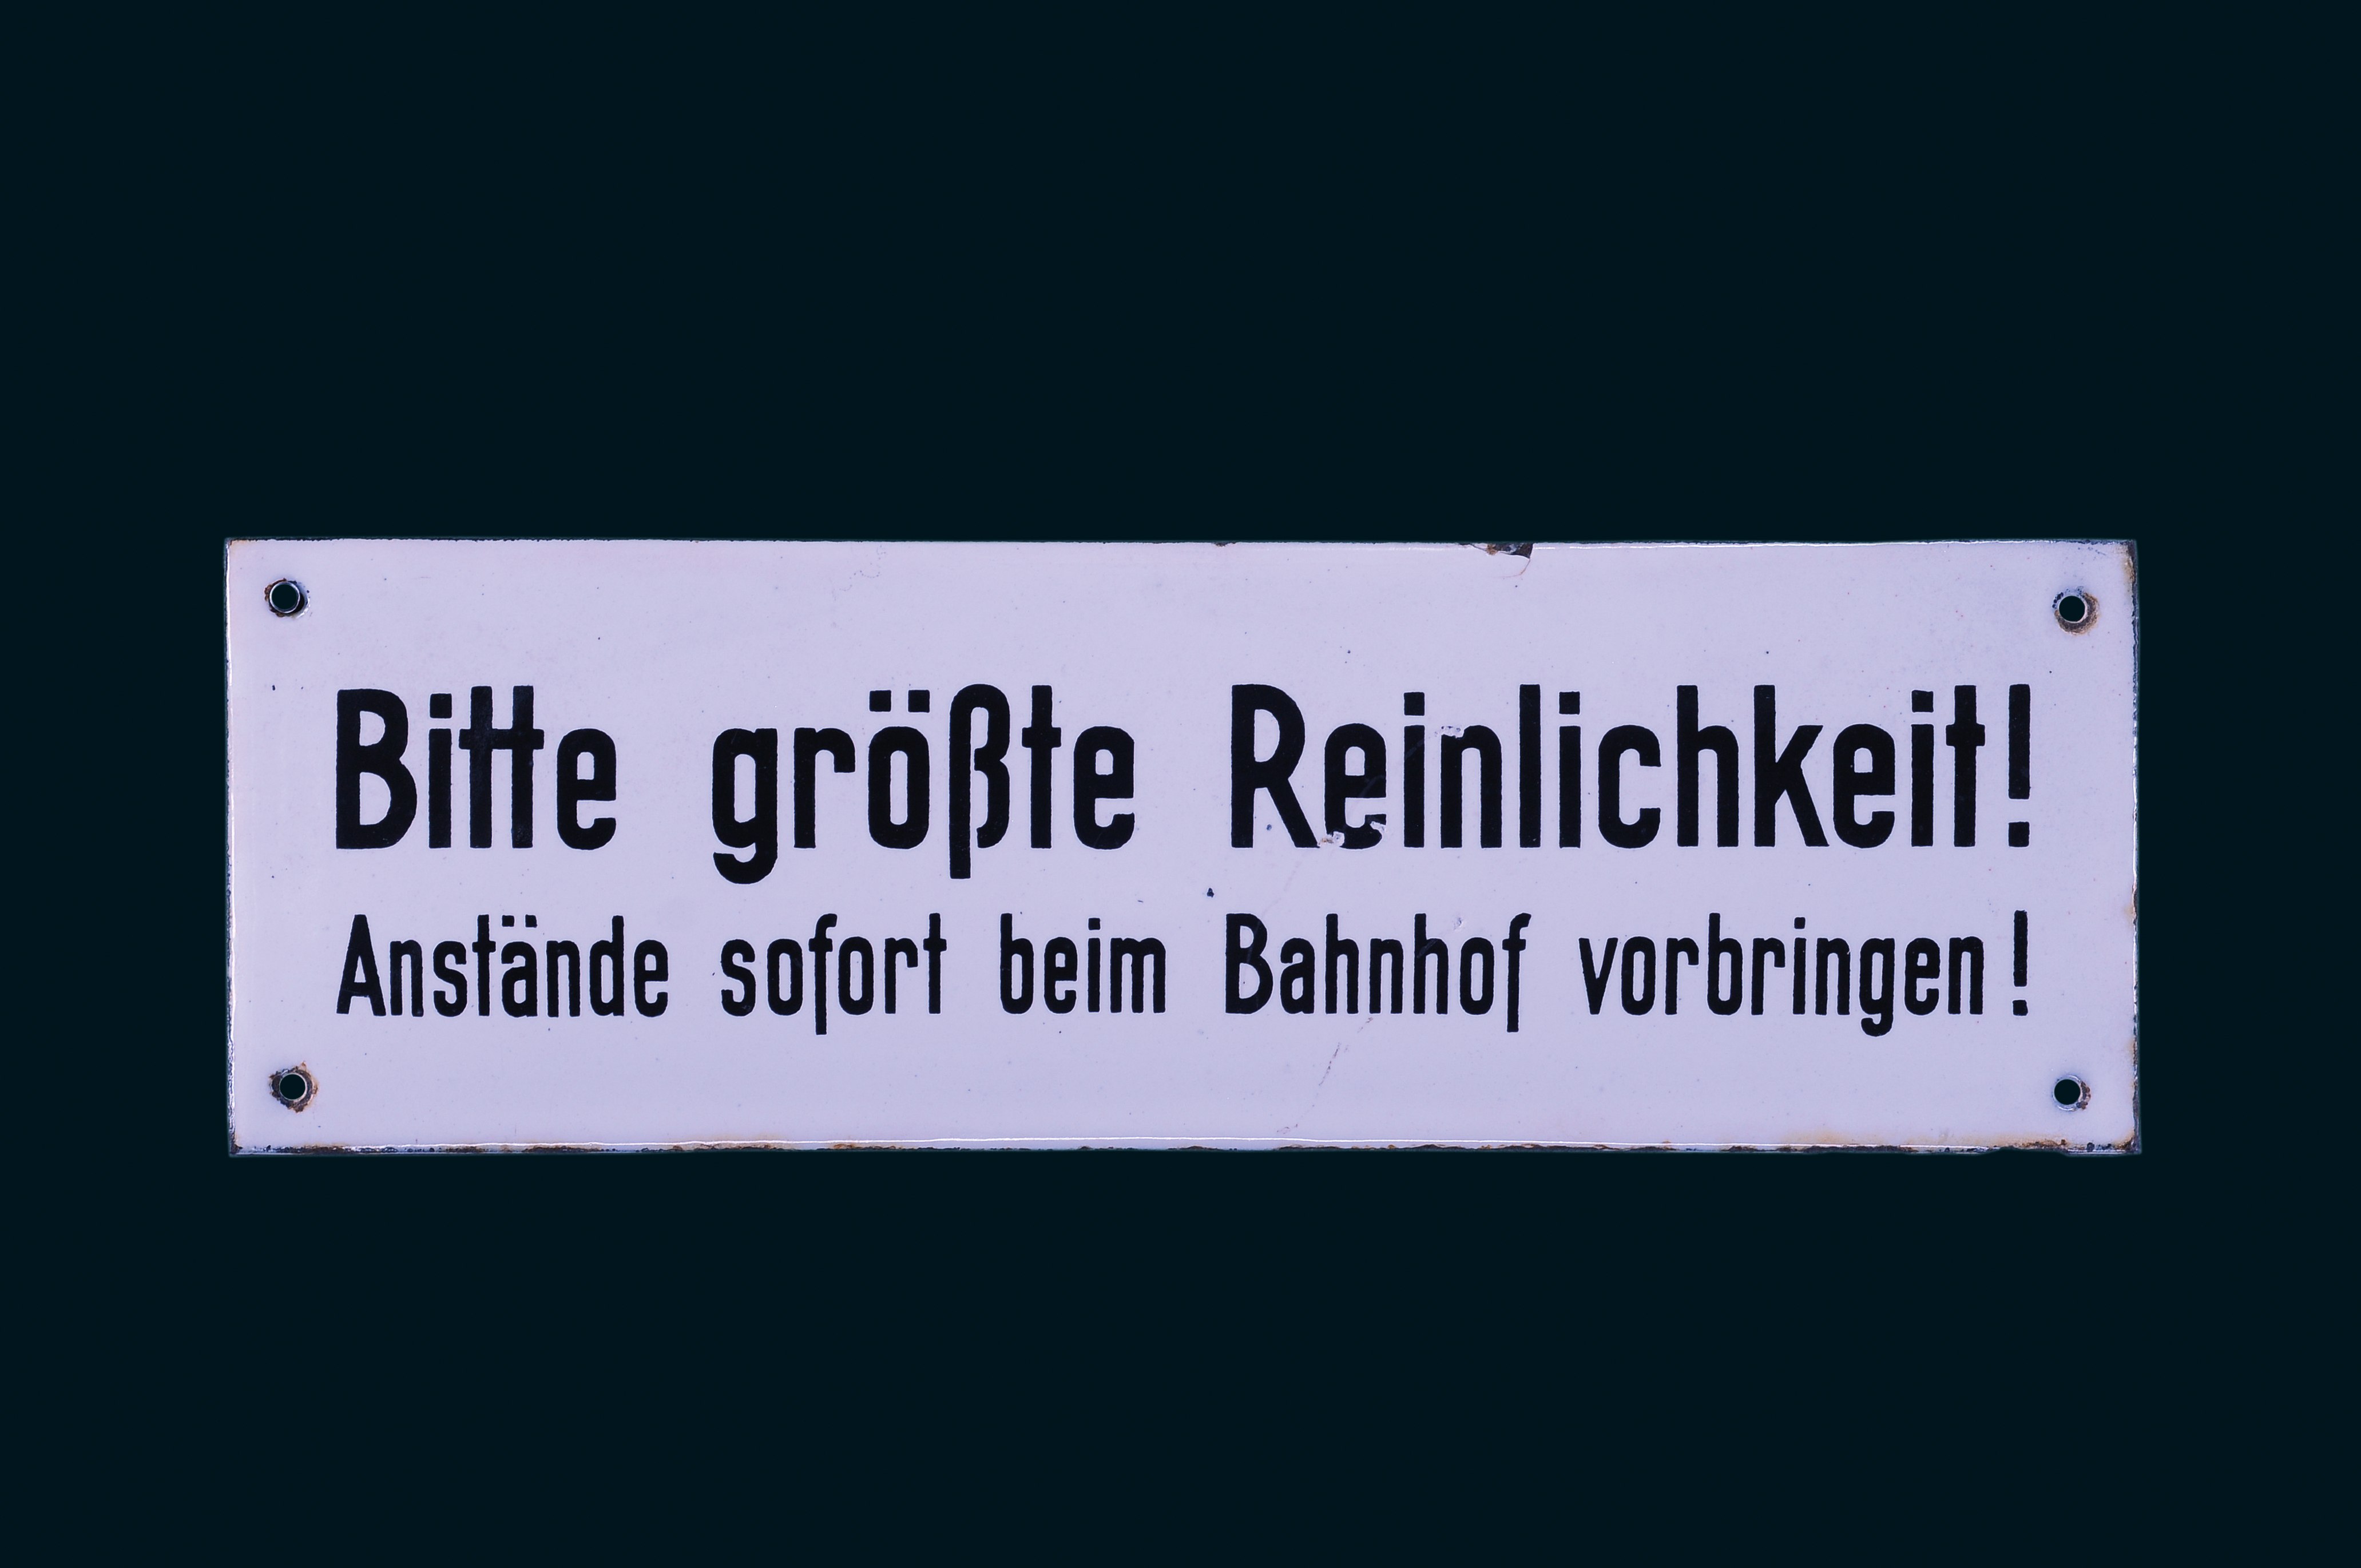 Bitte größte Reinlichkeit!
Anstände sofort beim Bahnhof vorbringen!